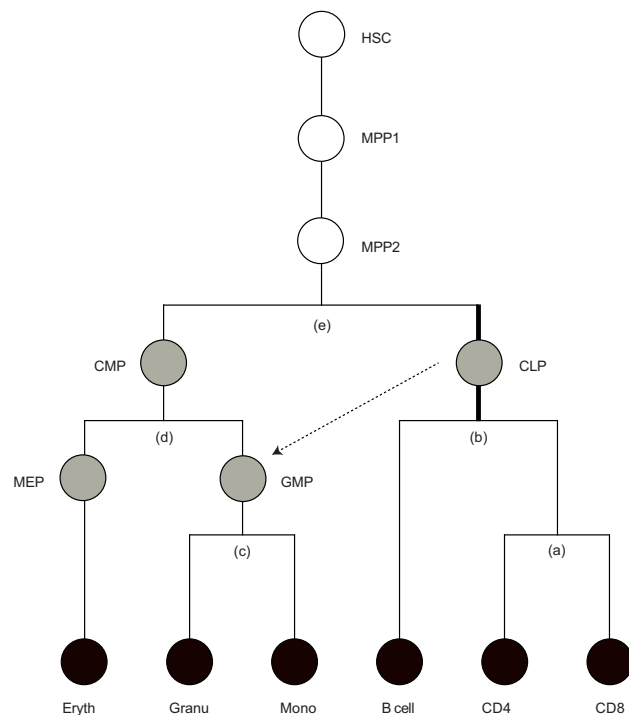 HSC
MPP1
MPP2
(e)
CMP
CLP
(d)
(b)
MEP
GMP
(c)
(a)
Eryth
Granu
Mono
B cell
CD4
CD8